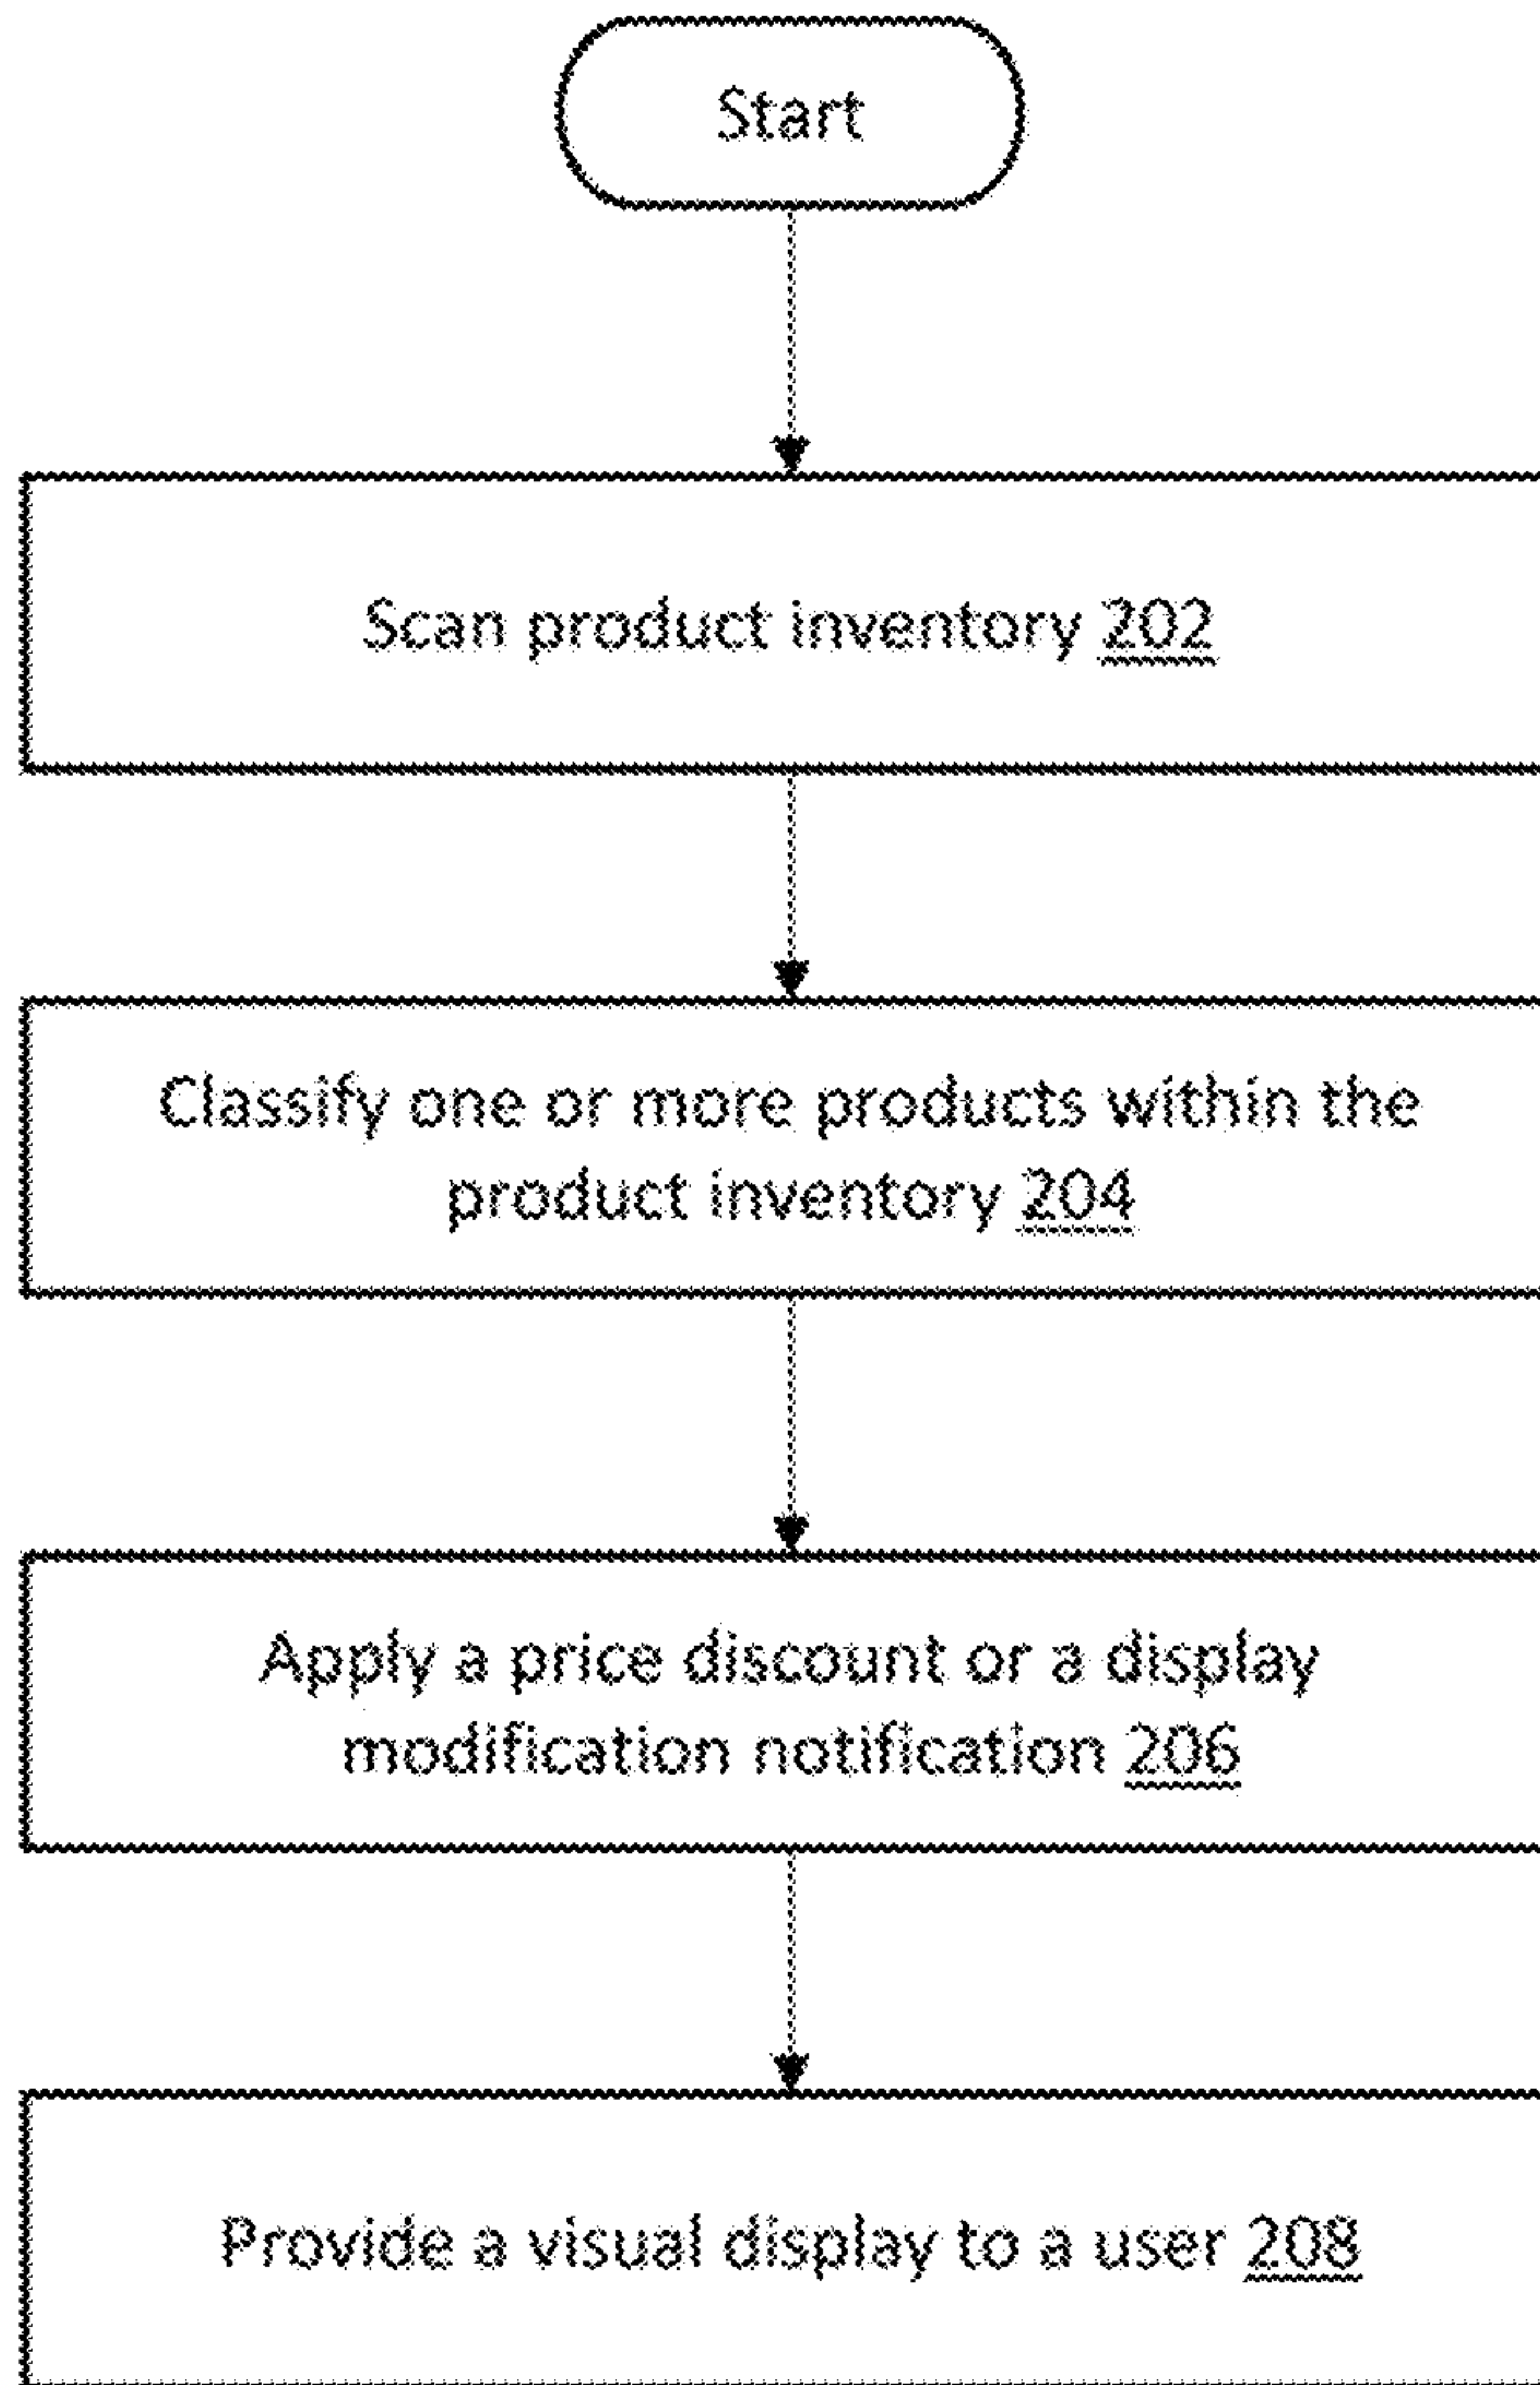 Start
Scan product inventory 202
Classify one or more products within the
product inventory 204
Apply a price discount or a display
modification notification 206
Provide a visual display to a user 208